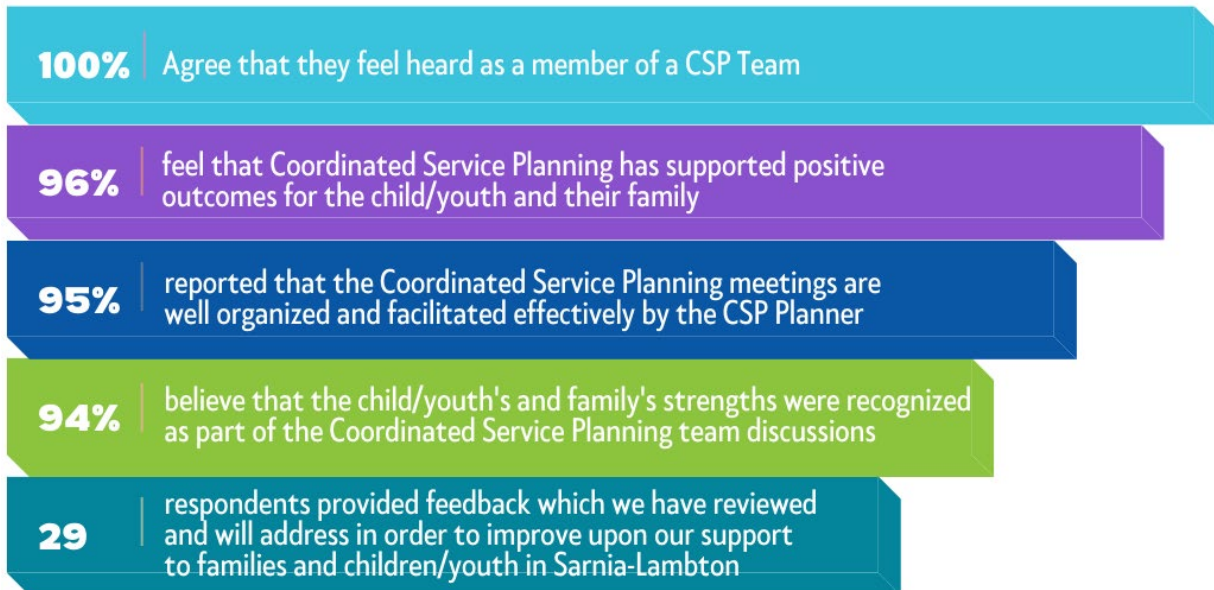 100% Agree that they feel heard as a member of a CSP Team
96% feel that Coordinated Service Planning has supported positive
outcomes for the child/youth and their family
95% reported that the Coordinated Service Planning meetings are
well organized and facilitated effectively by the CSP Planner
94% believe that the child/youth's and family's strengths were recognized
as part of the Coordinated Service Planning team discussions
29 respondents provided feedback which we have reviewed
and will address in order to improve upon our support
to families and children/youth in Sarnia-Lambton